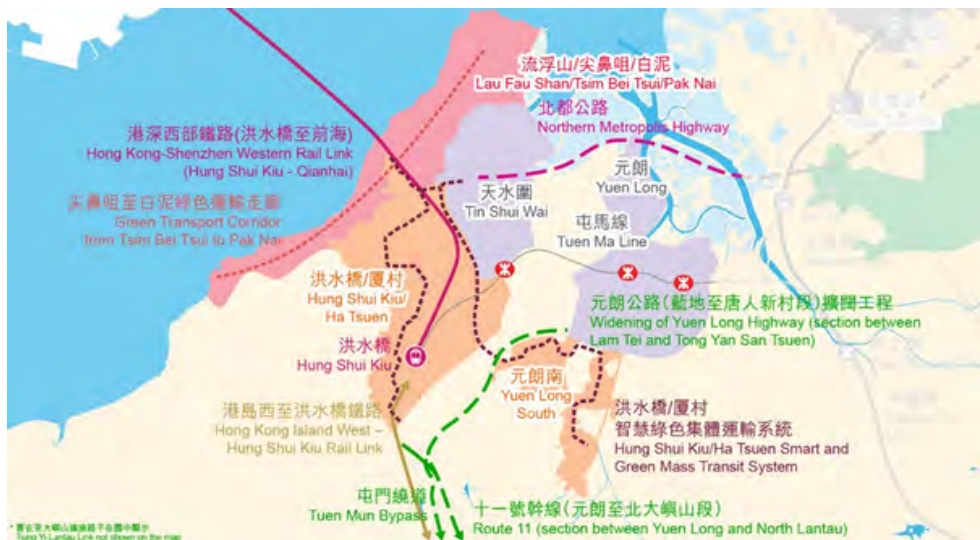 流浮山/尖鼻咀/白泥
Lau Fau Shan/Tsim Bei Tsui/Pak Nai
北都公路
Northern Metropolis Highway
港深西部鐵路(洪水橋至前海)
Hong Kong-Shenzhen Western Rail Link
(Hung Shui Kiu - Qianhai)
元朗
Yuen Long
天水圍
Tin Shui Wai
尖鼻咀至白泥綠色運輸走廊
Green Transport Corridor
from Tsim Bei Tsui to Pak Nai
屯馬線
Tuen Ma Line
洪水橋/厦村
Hung Shui Kiu/
Ha Tsuen
元朗公路(藍地至唐人新村段)擴闊工程
Widening of Yuen Long Highway (section between
Lam Tei and Tong Yan San Tsuen)
洪水橋
Hung Shui Kiu
元朗南
Yuen Long
South
港島西至洪水橋鐵路
Hong Kong Island West –
Hung Shui Kiu Rail Link
洪水橋/厦村
智慧綠色集體運輸系統
Hung Shui Kiu/Ha Tsuen Smart and
Green Mass Transit System
屯門繞道
Tuen Mun Bypass
十一號幹線(元朗至北大嶼山段)
Route 11 (section between Yuen Long and North Lantau)
Tsing Yi-Lantau Link not shown on the map